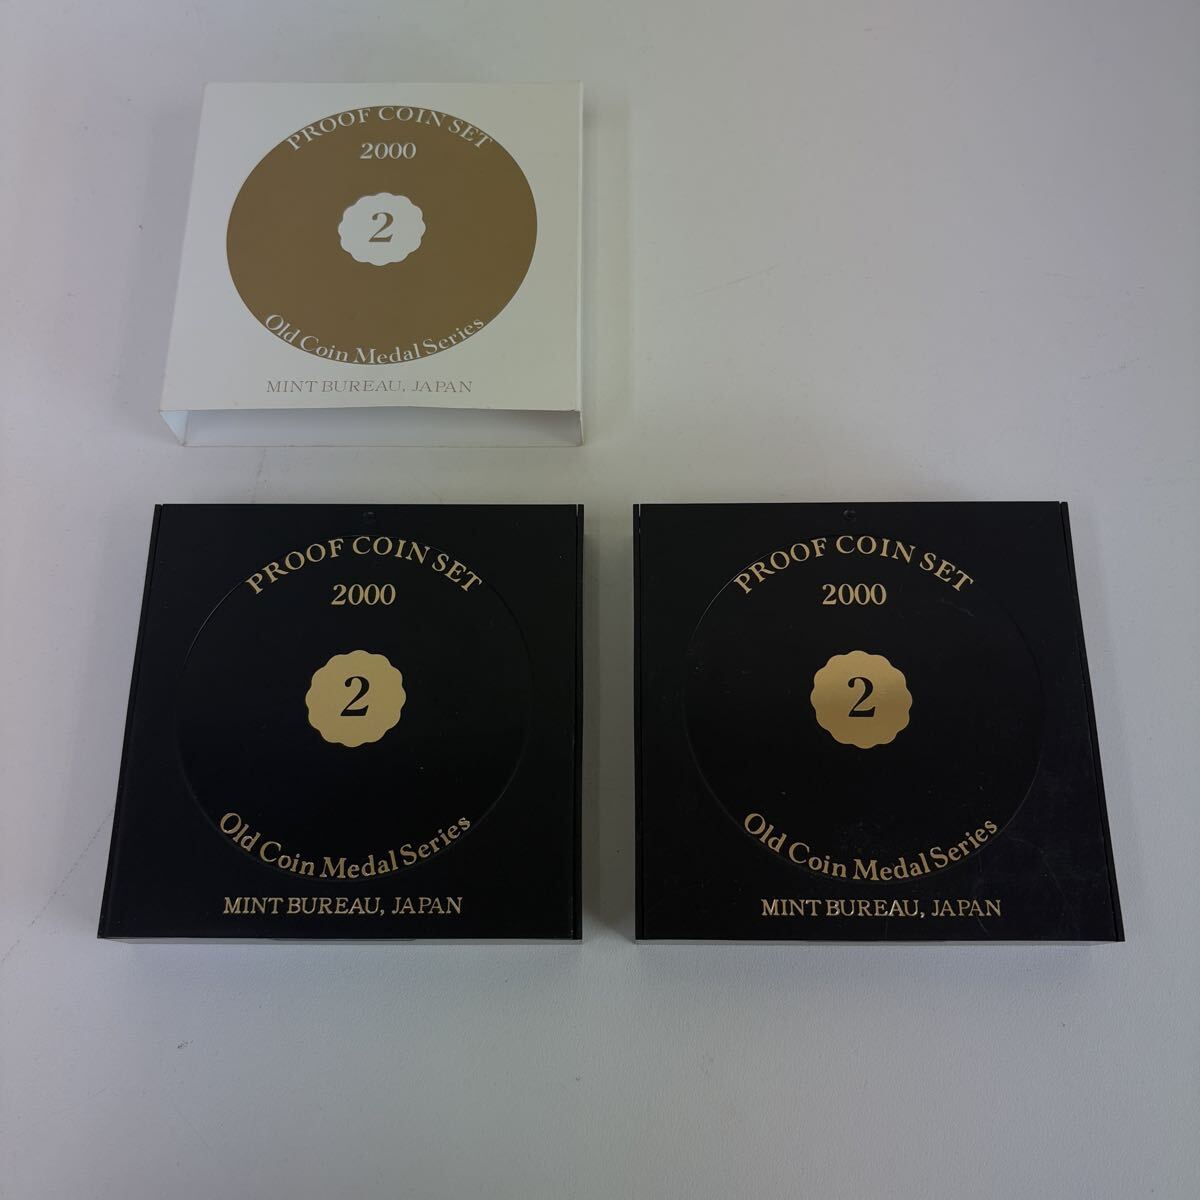 PROOF COIN SET
2000
2
Old Coin Medal Series
MINT BUREAU, JAPAN
PROOF COIN SET
2000
2
Old Coin Medal Series
MINT BUREAU, JAPAN
PROOF COIN SET
2000
2
Old Coin Medal Series
MINT BUREAU, JAPAN